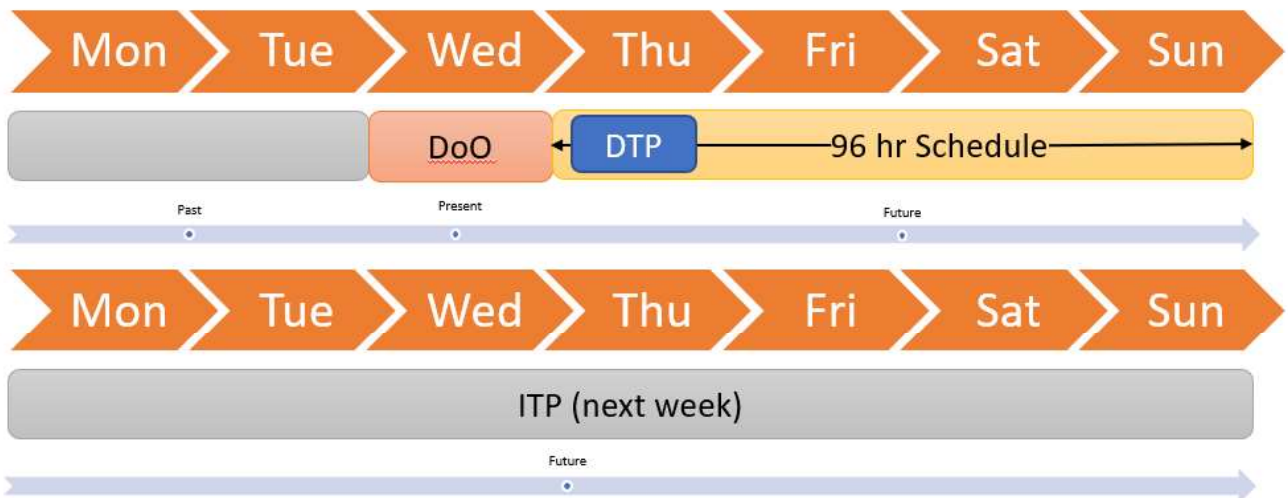 Mon Tue Wed Thu Fri Sat Sun
DoO DTP 96 hr Schedule
Past Present Future
Mon Tue Wed Thu Fri Sat Sun
ITP (next week)
Future